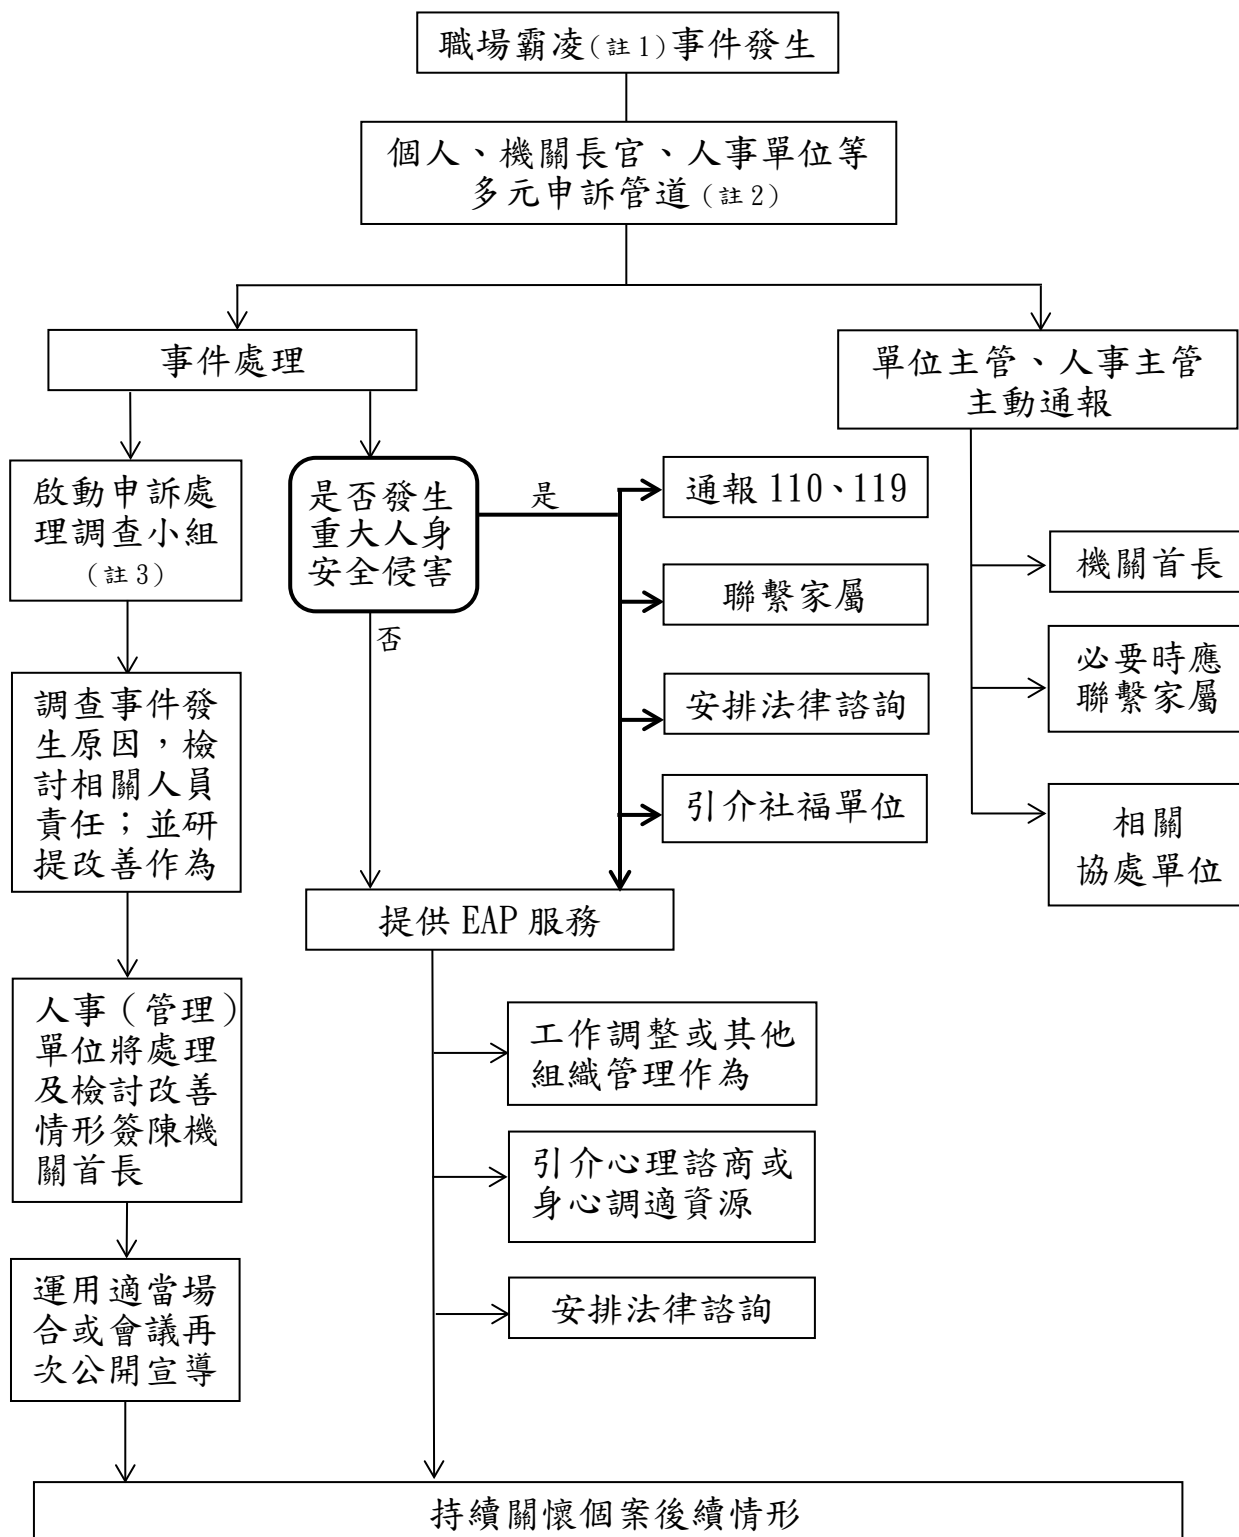 職場霸凌(註1)事件發生
個人、機關長官、人事單位等
多元申訴管道(註2)
事件處理
單位主管、人事主管
主動通報
啟動申訴處
理調查小組
(註3)
是否發生
重大人身
安全侵害
是
否
通報 110、119
聯繫家屬
安排法律諮詢
引介社福單位
機關首長
必要時應
聯繫家屬
相關
協處單位
調查事件發
生原因，檢
討相關人員
責任；並研
提改善作為
提供 EAP 服務
人事（管理）
單位將處理
及檢討改善
情形簽陳機
關首長
工作調整或其他
組織管理作為
引介心理諮商或
身心調適資源
安排法律諮詢
運用適當場
合或會議再
次公開宣導
持續關懷個案後續情形